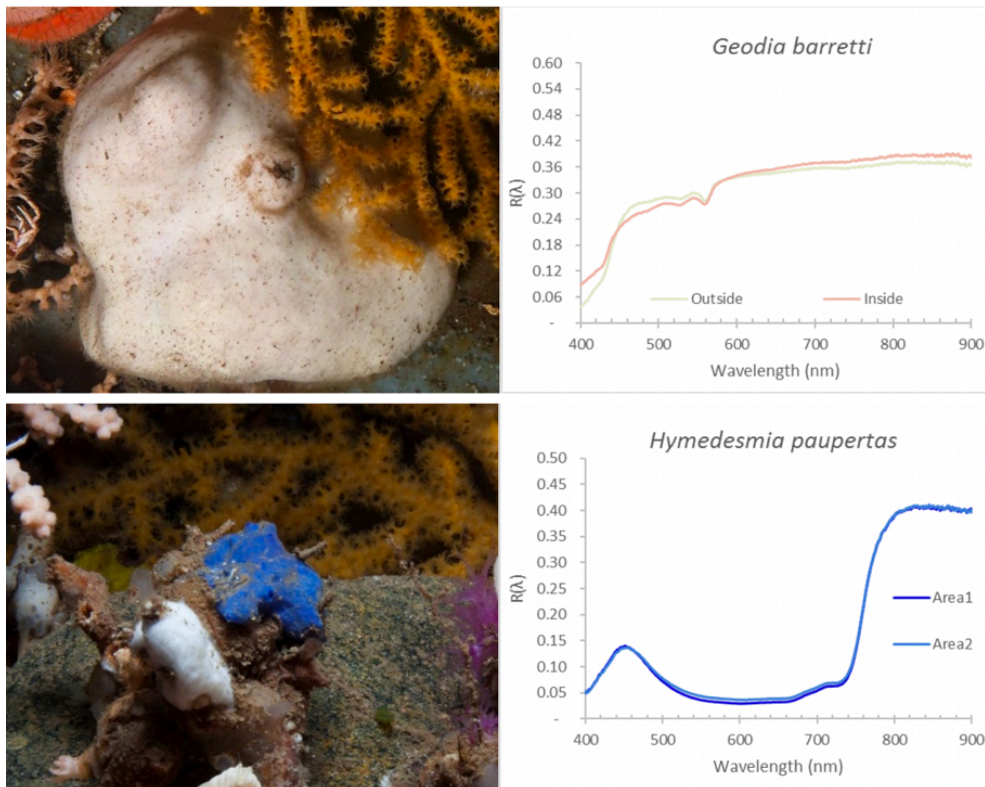 Geodia barretti
0.60
0.54
0.48
0.42
0.36
0.30
0.24
0.18
0.12
0.06
-
R(λ)
Outside
Inside
400 500 600 700 800 900
Wavelength (nm)
Hymedesmia paupertas
0.50
0.45
0.40
0.35
0.30
0.25
0.20
0.15
0.10
0.05
-
R(λ)
Area1
Area2
400 500 600 700 800 900
Wavelength (nm)